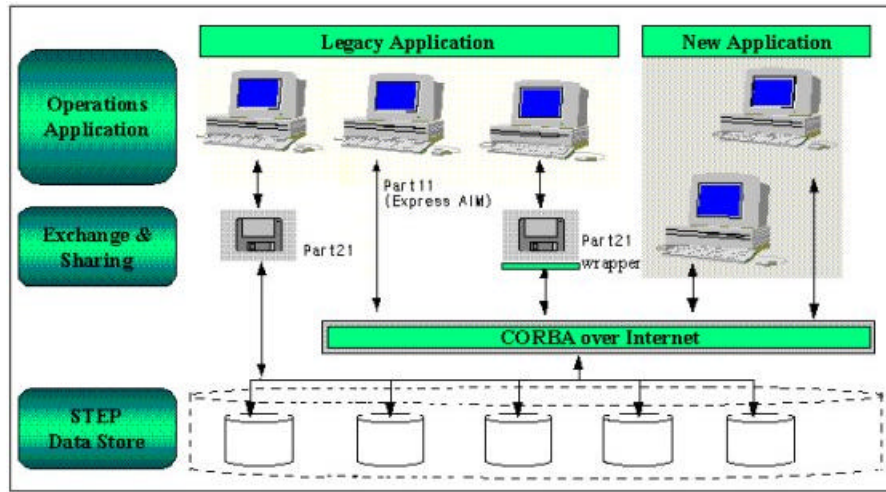 Legacy Application
New Application
Operations
Application
Part11
(Express AIM)
Exchange &
Sharing
Part21
Part21
wrapper
CORBA over Internet
STEP
Data Store